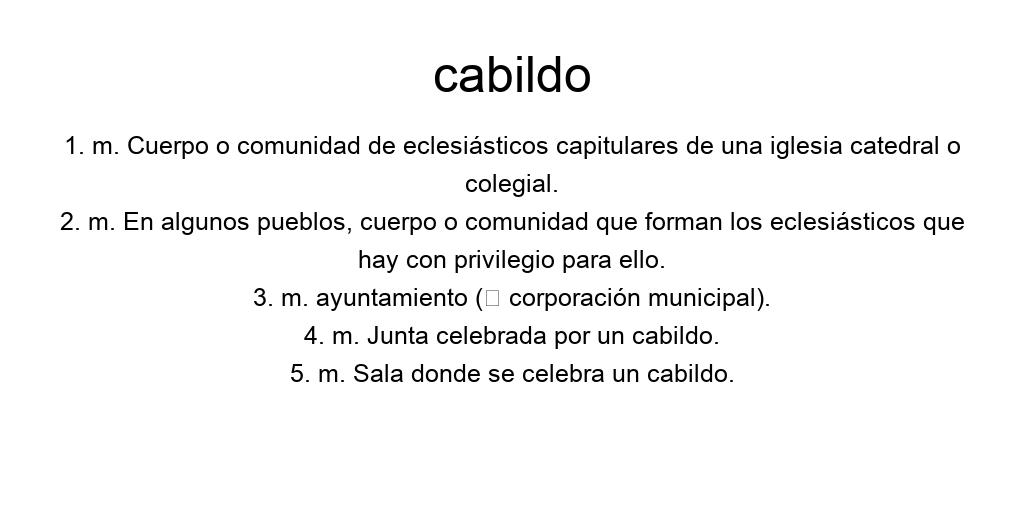 cabildo
1. m. Cuerpo o comunidad de eclesiásticos capitulares de una iglesia catedral o
colegial.
2. m. En algunos pueblos, cuerpo o comunidad que forman los eclesiásticos que
hay con privilegio para ello.
3. m. ayuntamiento (□ corporación municipal).
4. m. Junta celebrada por un cabildo.
5. m. Sala donde se celebra un cabildo.